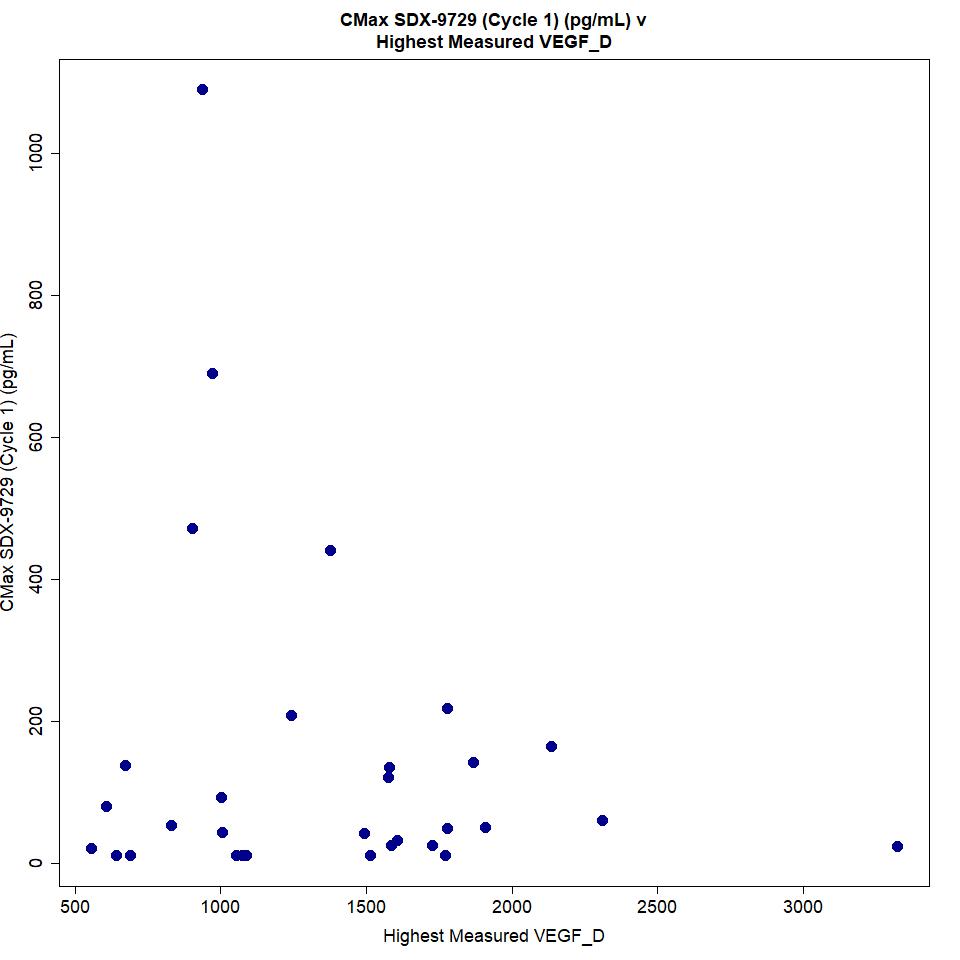 CMax SDX-9729 (Cycle 1) (pg/mL) v
Highest Measured VEGF_D
CMax SDX-9729 (Cycle 1) (pg/mL)
1000
800
600
400
200
0
500 1000 1500 2000 2500 3000
Highest Measured VEGF_D